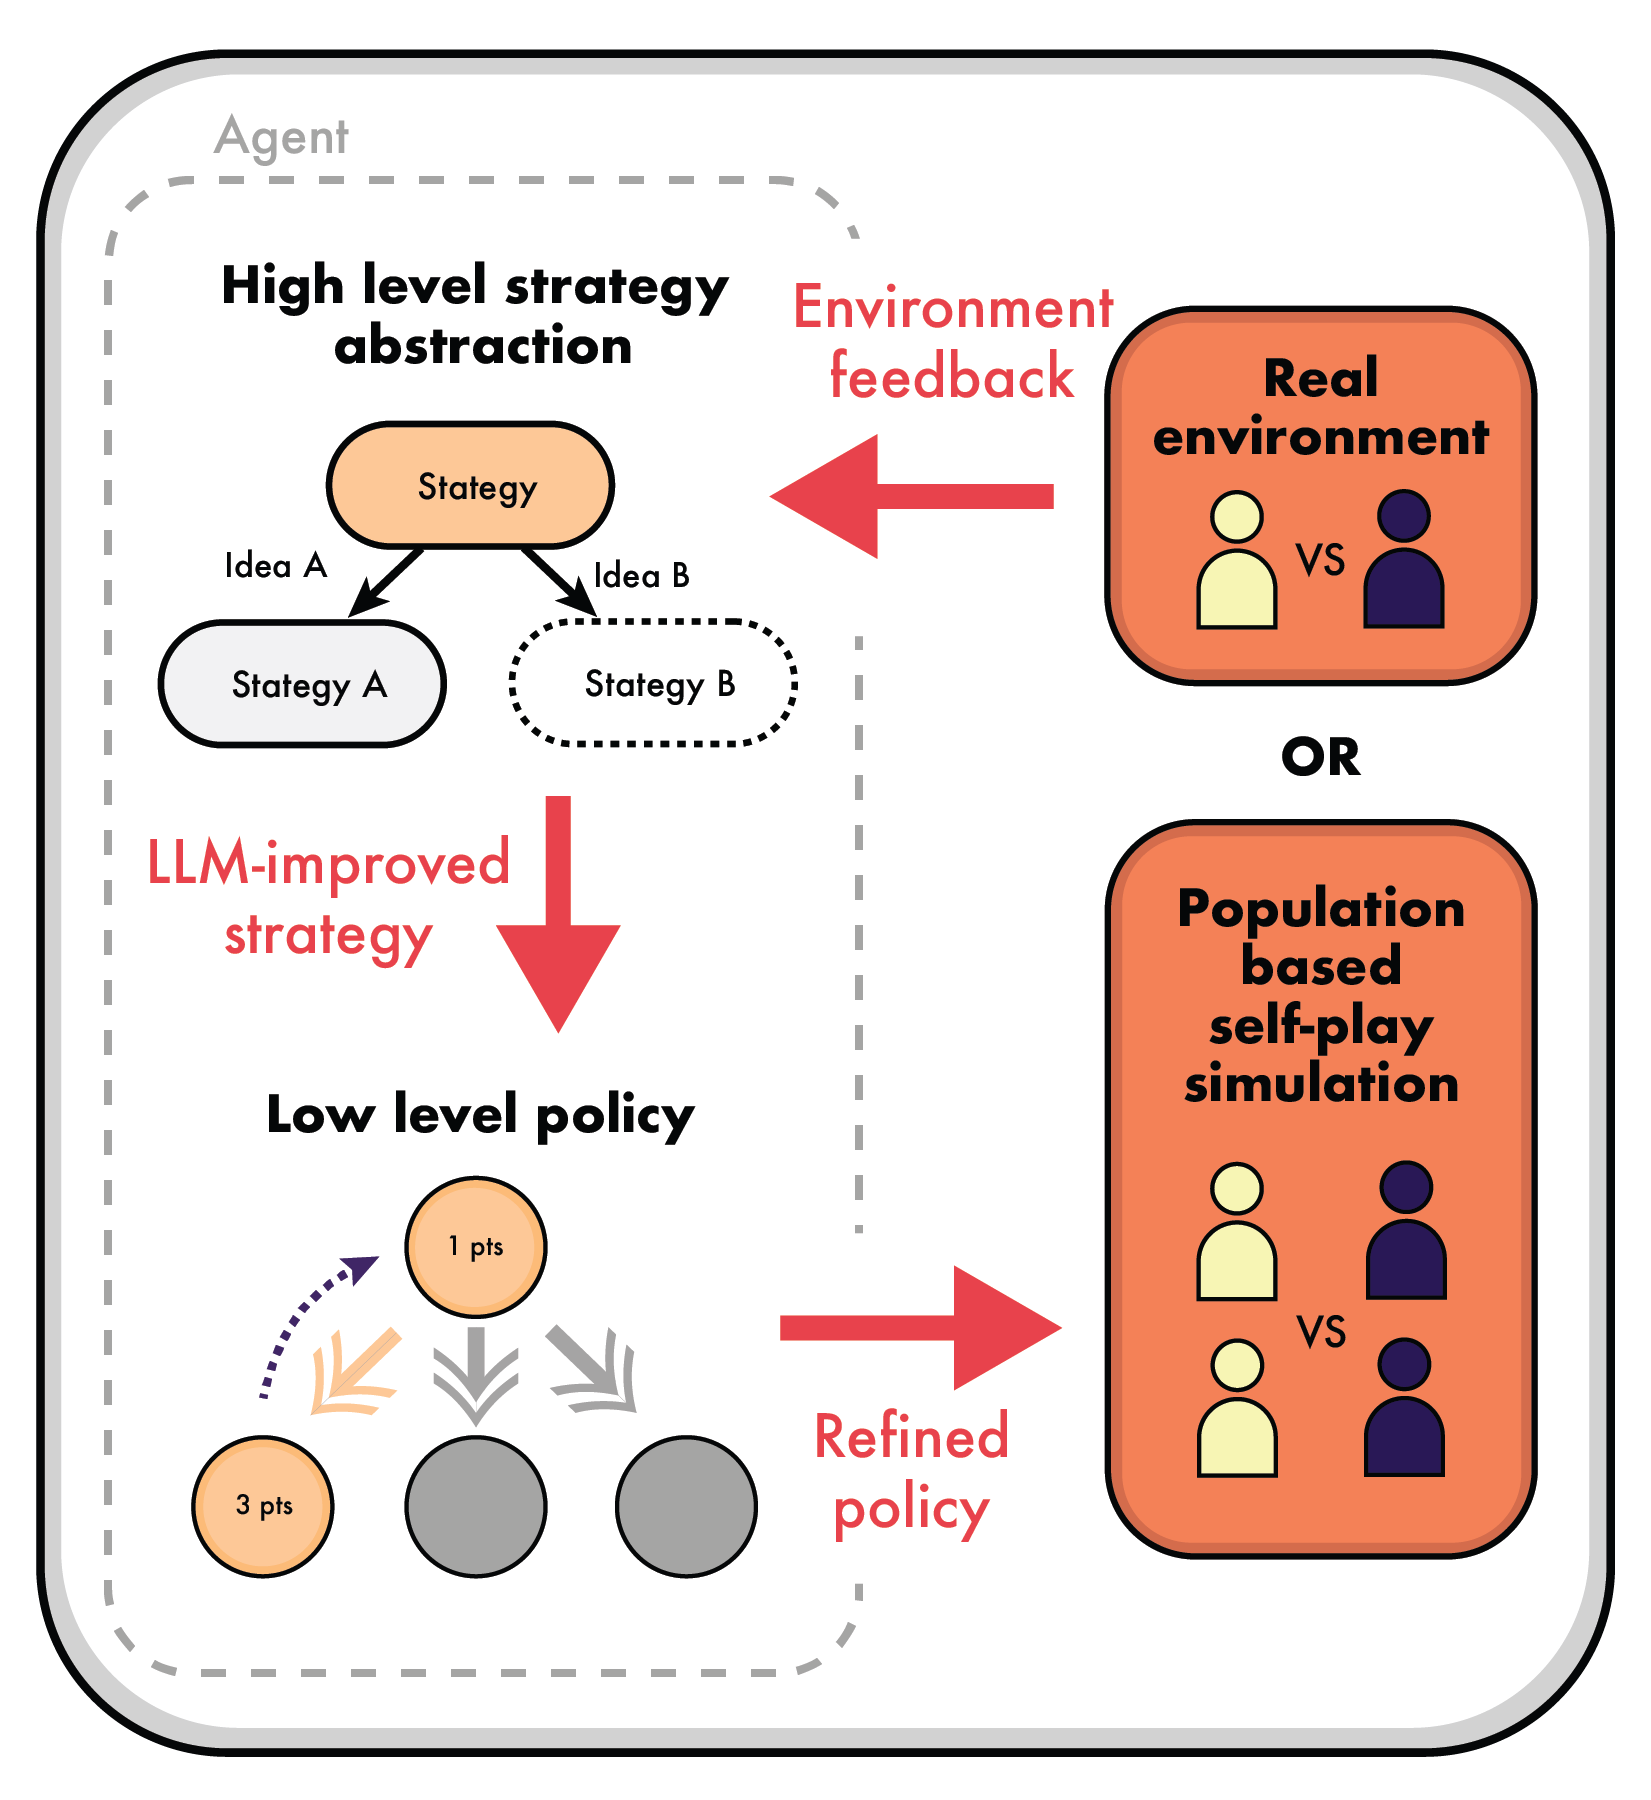 Agent
High level strategy
abstraction
Stategy
Idea A
Idea B
Stategy A
Stategy B
LLM-improved
strategy
Low level policy
1 pts
3 pts
Environment
feedback
Refined
policy
Real
environment
VS
OR
Population
based
self-play
simulation
VS